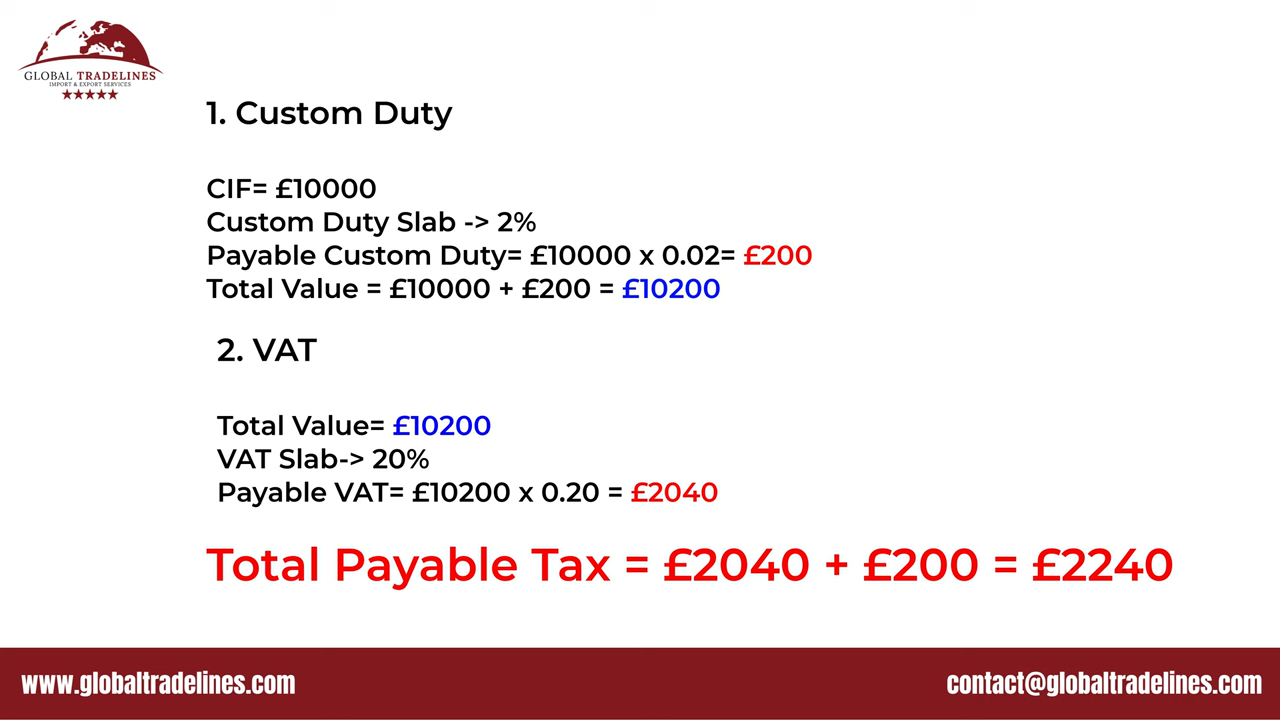 GLOBAL TRADELINES
IMPORT & EXPORT SERVICES
1. Custom Duty
CIF= £10000
Custom Duty Slab -> 2%
Payable Custom Duty= £10000 x 0.02= £200
Total Value = £10000 + £200 = £10200
2. VAT
Total Value= £10200
VAT Slab-> 20%
Payable VAT= £10200 x 0.20 = £2040
Total Payable Tax = £2040 + £200 = £2240
www.globaltradelines.com
contact@globaltradelines.com